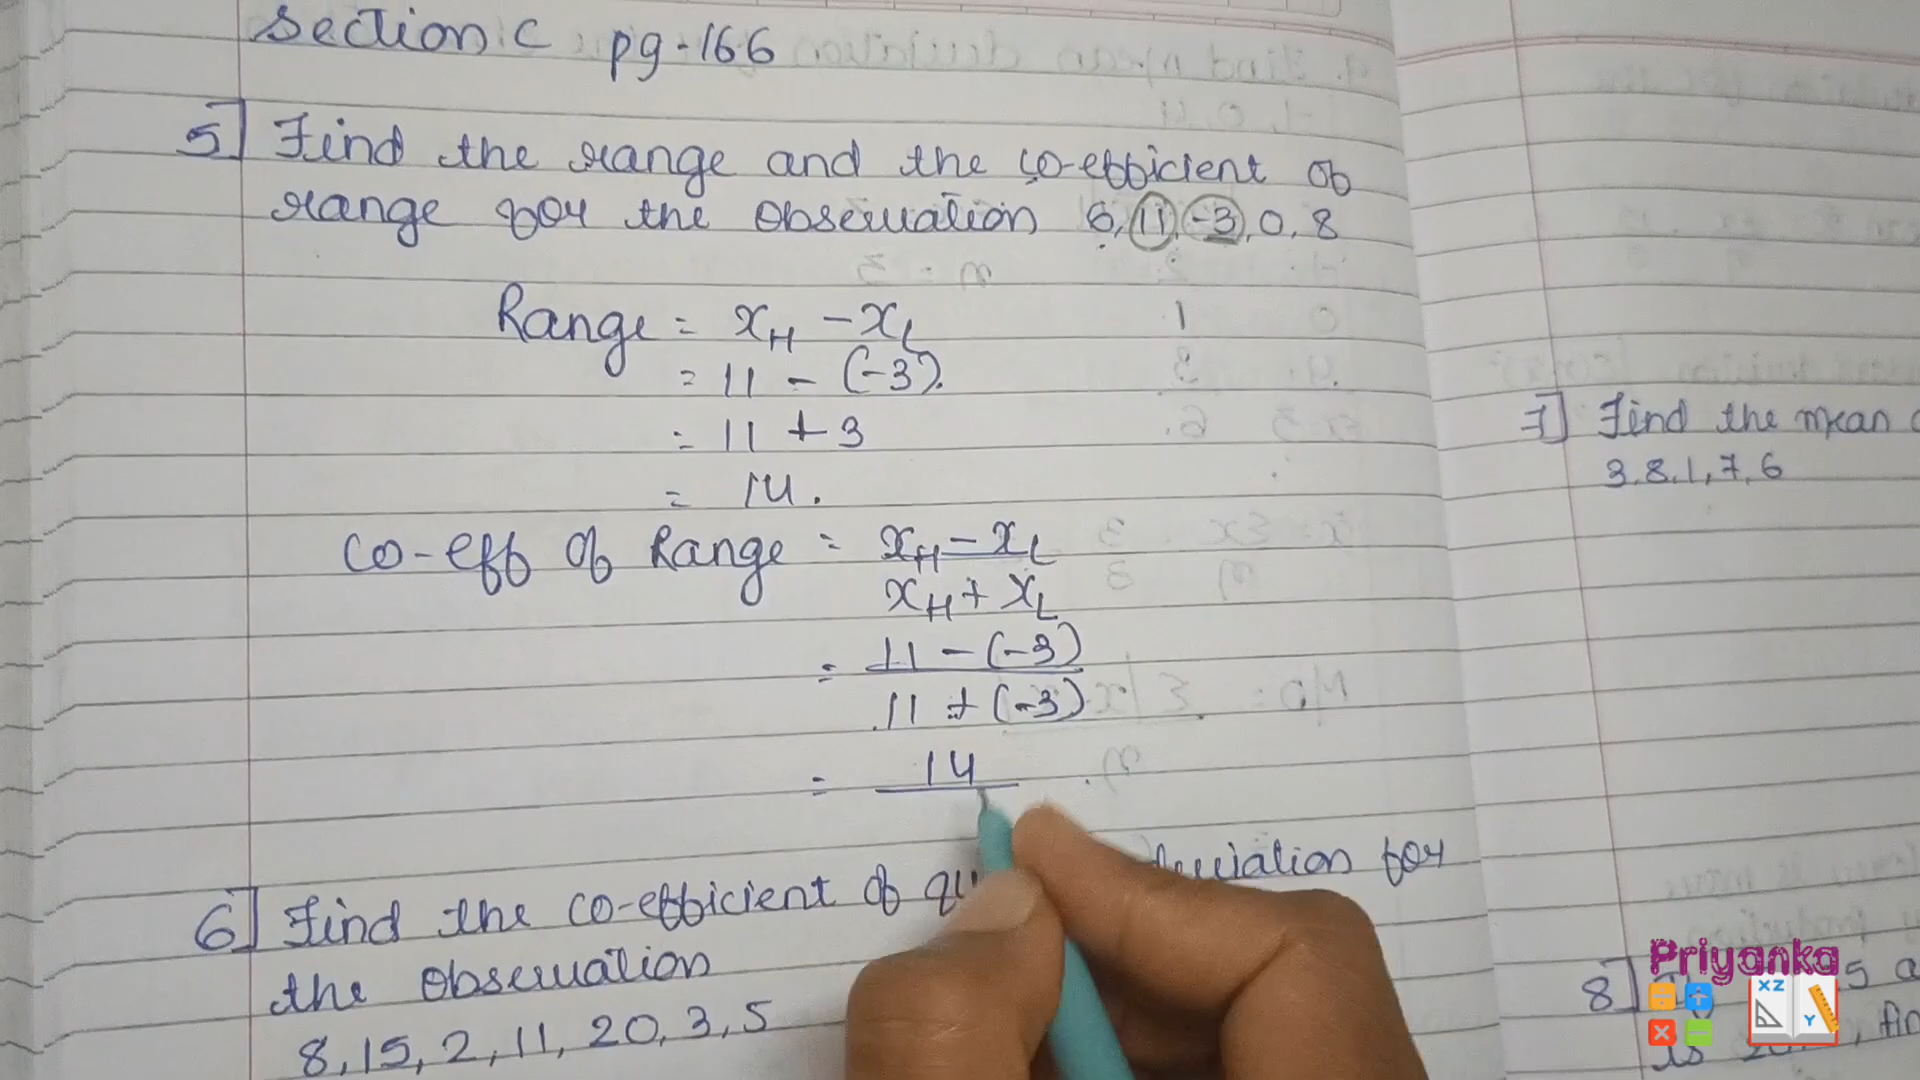 Section: C pg-166
5] Find the range and the co-efficient of
range for the observation 6, 11, -3, 0, 8
Range = xH - xL
= 11 - (-3).
= 11 + 3
= 14.
co-eff of Range = xH - xL
xH + xL
= 11 - (-3)
11 + (-3)
= 14
6] Find the co-efficient of deviation for
the observation
8, 15, 2, 11, 20, 3, 5
7] Find the mean
3, 8, 1, 7, 6
8]
Priyanka
XZ
Y